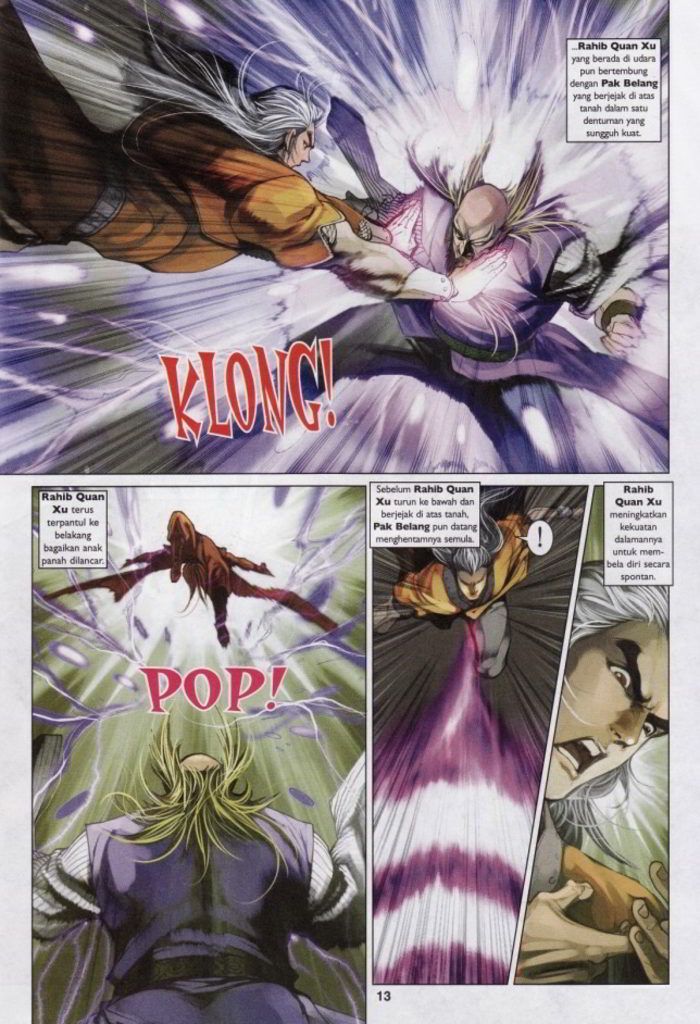 ...Rahib Quan Xu
yang berada di udara
pun bertembung
dengan Pak Belang
yang berjejak di atas
tanah dalam satu
dentuman yang
sungguh kuat.
KLONG!
Rahib Quan
Xu terus
terpantul ke
belakang
bagaikan anak
panah dilancar.
POP!
Sebelum Rahib Quan
Xu turun ke bawah dan
berjejak di atas tanah,
Pak Belang pun datang
menghentamnya semula.
!
Rahib
Quan Xu
meningkatkan
kekuatan
dalamannya
untuk mem-
bela diri secara
spontan.
13